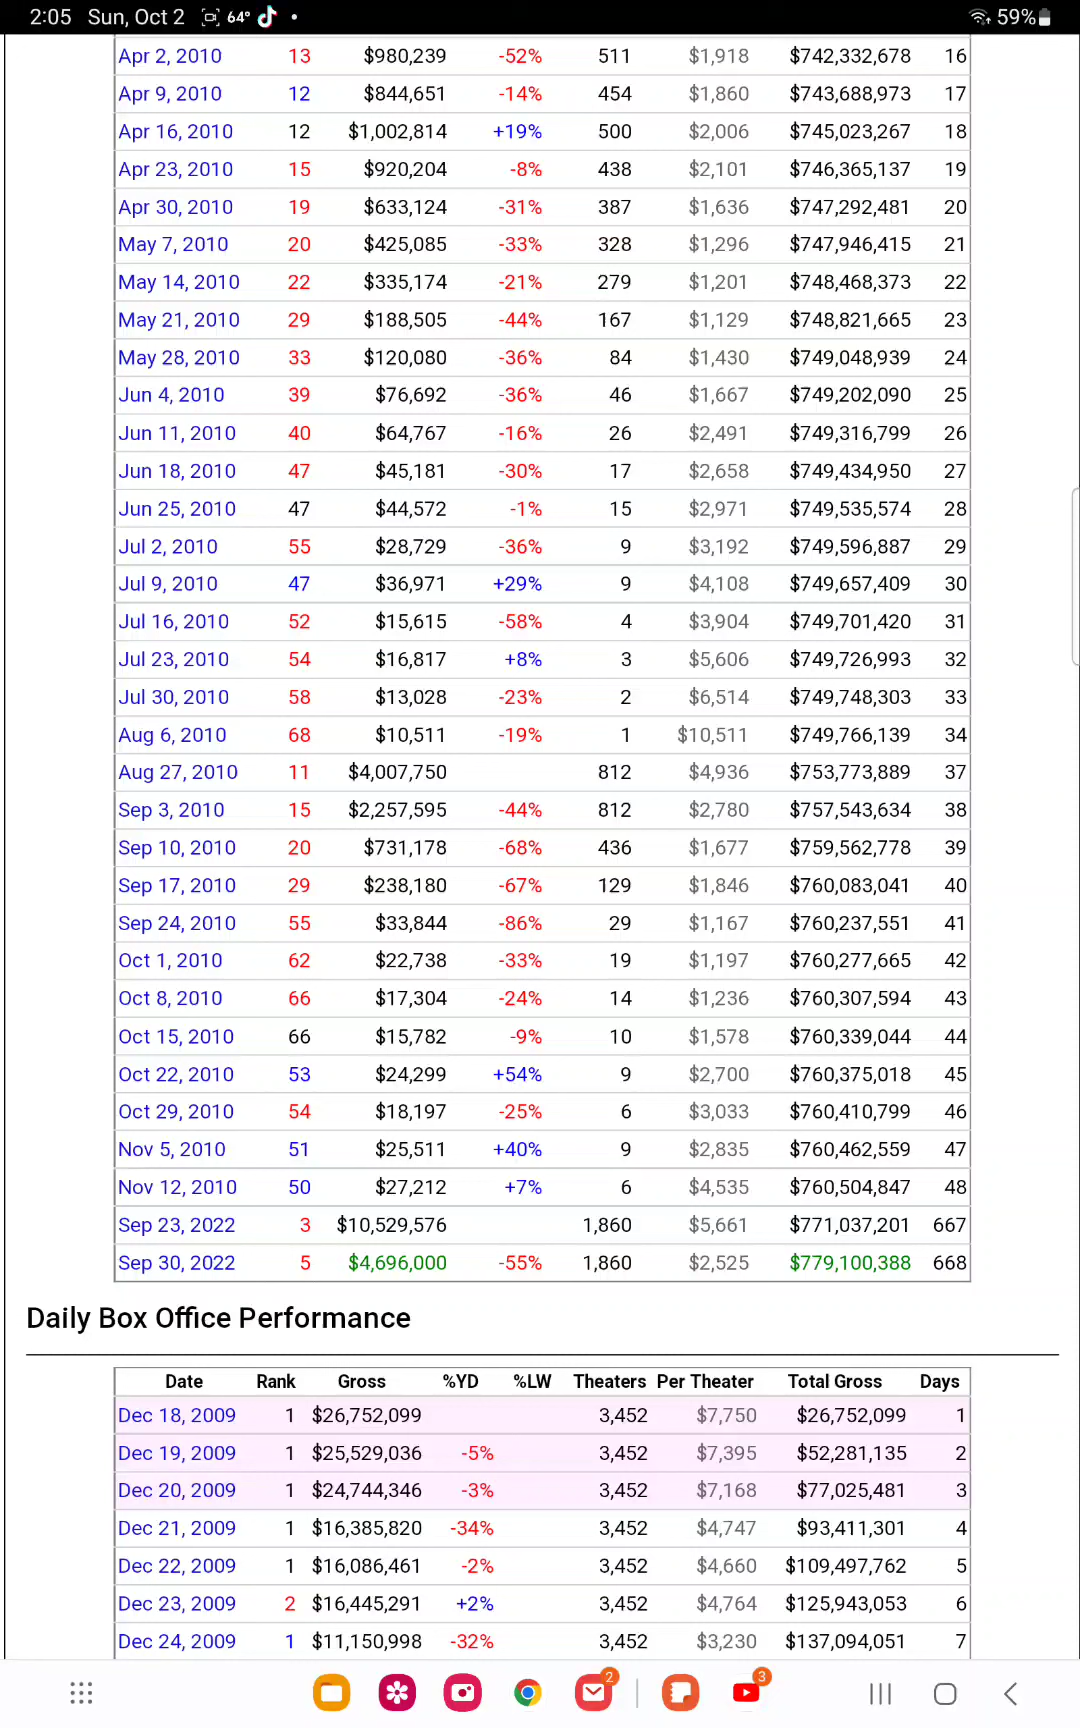 2:05 Sun, Oct 2 64° 59%
Apr 2, 2010 13 $980,239 -52% 511 $1,918 $742,332,678 16
Apr 9, 2010 12 $844,651 -14% 454 $1,860 $743,688,973 17
Apr 16, 2010 12 $1,002,814 +19% 500 $2,006 $745,023,267 18
Apr 23, 2010 15 $920,204 -8% 438 $2,101 $746,365,137 19
Apr 30, 2010 19 $633,124 -31% 387 $1,636 $747,292,481 20
May 7, 2010 20 $425,085 -33% 328 $1,296 $747,946,415 21
May 14, 2010 22 $335,174 -21% 279 $1,201 $748,468,373 22
May 21, 2010 29 $188,505 -44% 167 $1,129 $748,821,665 23
May 28, 2010 33 $120,080 -36% 84 $1,430 $749,048,939 24
Jun 4, 2010 39 $76,692 -36% 46 $1,667 $749,202,090 25
Jun 11, 2010 40 $64,767 -16% 26 $2,491 $749,316,799 26
Jun 18, 2010 47 $45,181 -30% 17 $2,658 $749,434,950 27
Jun 25, 2010 47 $44,572 -1% 15 $2,971 $749,535,574 28
Jul 2, 2010 55 $28,729 -36% 9 $3,192 $749,596,887 29
Jul 9, 2010 47 $36,971 +29% 9 $4,108 $749,657,409 30
Jul 16, 2010 52 $15,615 -58% 4 $3,904 $749,701,420 31
Jul 23, 2010 54 $16,817 +8% 3 $5,606 $749,726,993 32
Jul 30, 2010 58 $13,028 -23% 2 $6,514 $749,748,303 33
Aug 6, 2010 68 $10,511 -19% 1 $10,511 $749,766,139 34
Aug 27, 2010 11 $4,007,750 812 $4,936 $753,773,889 37
Sep 3, 2010 15 $2,257,595 -44% 812 $2,780 $757,543,634 38
Sep 10, 2010 20 $731,178 -68% 436 $1,677 $759,562,778 39
Sep 17, 2010 29 $238,180 -67% 129 $1,846 $760,083,041 40
Sep 24, 2010 55 $33,844 -86% 29 $1,167 $760,237,551 41
Oct 1, 2010 62 $22,738 -33% 19 $1,197 $760,277,665 42
Oct 8, 2010 66 $17,304 -24% 14 $1,236 $760,307,594 43
Oct 15, 2010 66 $15,782 -9% 10 $1,578 $760,339,044 44
Oct 22, 2010 53 $24,299 +54% 9 $2,700 $760,375,018 45
Oct 29, 2010 54 $18,197 -25% 6 $3,033 $760,410,799 46
Nov 5, 2010 51 $25,511 +40% 9 $2,835 $760,462,559 47
Nov 12, 2010 50 $27,212 +7% 6 $4,535 $760,504,847 48
Sep 23, 2022 3 $10,529,576 1,860 $5,661 $771,037,201 667
Sep 30, 2022 5 $4,696,000 -55% 1,860 $2,525 $779,100,388 668
Daily Box Office Performance
Date Rank Gross %YD %LW Theaters Per Theater Total Gross Days
Dec 18, 2009 1 $26,752,099 3,452 $7,750 $26,752,099 1
Dec 19, 2009 1 $25,529,036 -5% 3,452 $7,395 $52,281,135 2
Dec 20, 2009 1 $24,744,346 -3% 3,452 $7,168 $77,025,481 3
Dec 21, 2009 1 $16,385,820 -34% 3,452 $4,747 $93,411,301 4
Dec 22, 2009 1 $16,086,461 -2% 3,452 $4,660 $109,497,762 5
Dec 23, 2009 2 $16,445,291 +2% 3,452 $4,764 $125,943,053 6
Dec 24, 2009 1 $11,150,998 -32% 3,452 $3,230 $137,094,051 7
2 3